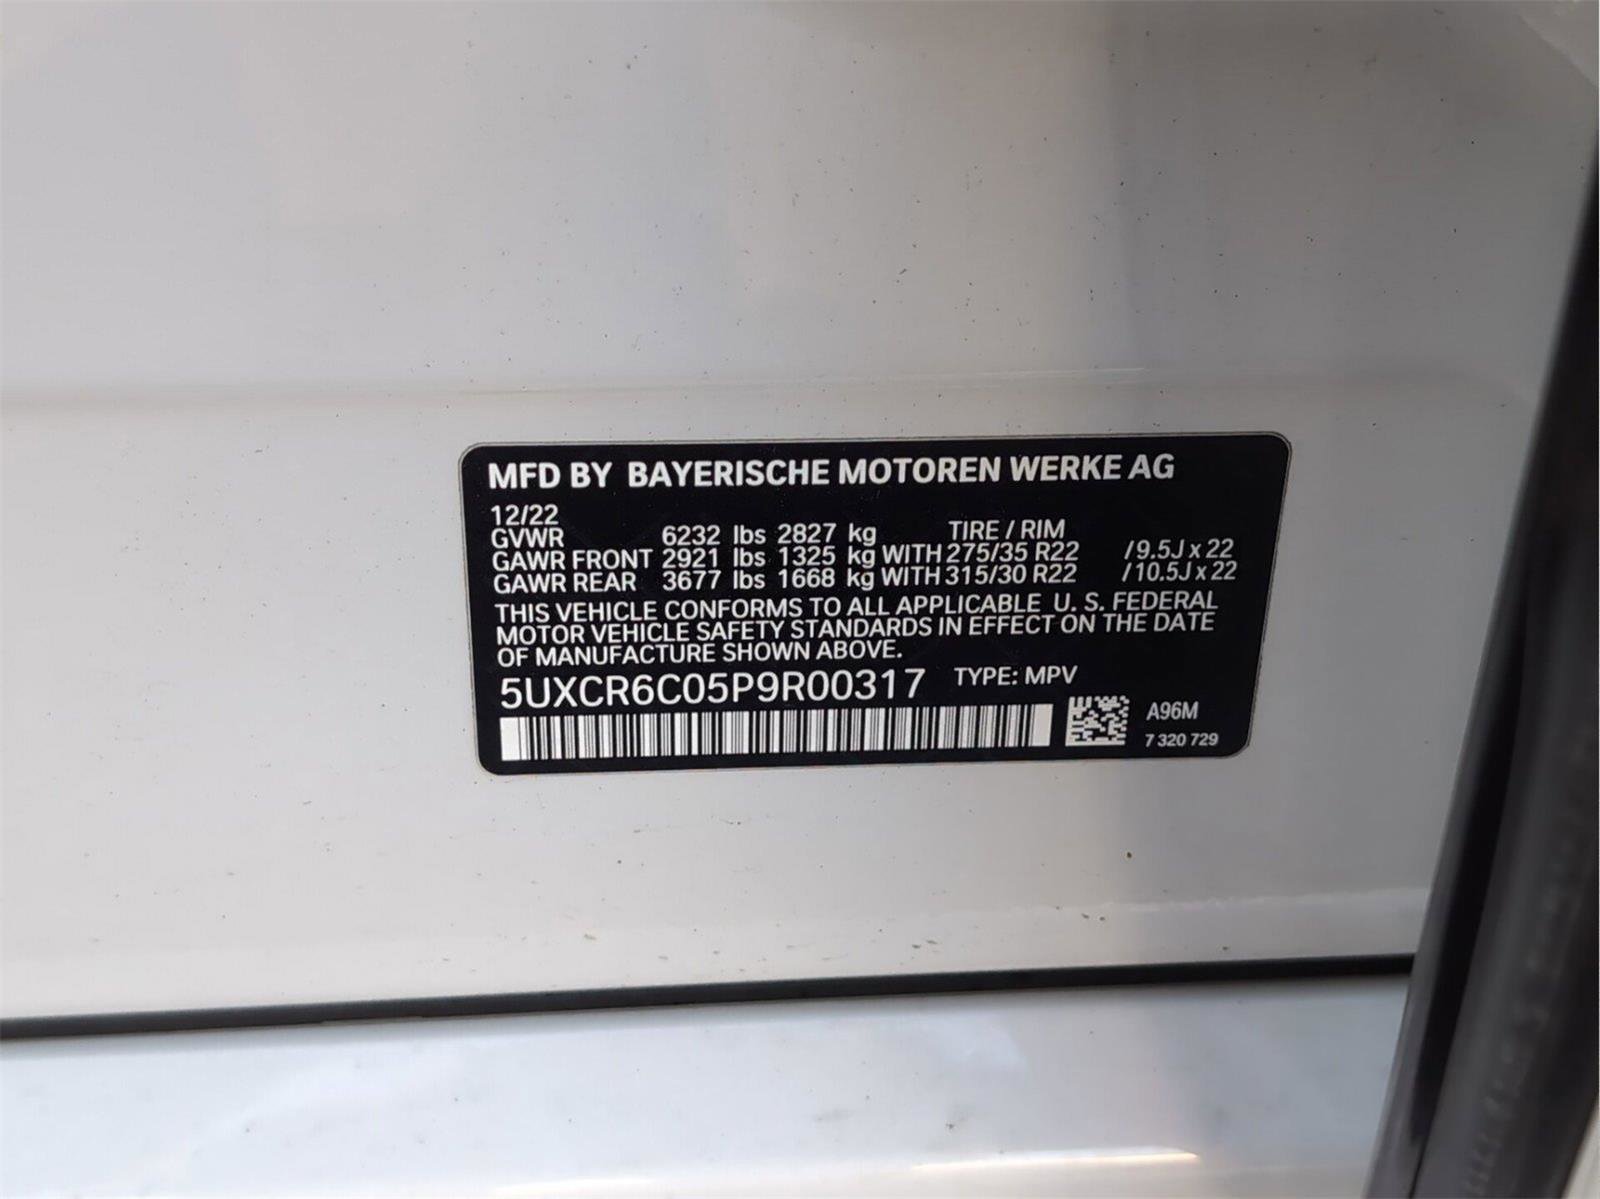 MFD BY BAYERISCHE MOTOREN WERKE AG
12/22
GVWR 6232 lbs 2827 kg TIRE / RIM
GAWR FRONT 2921 lbs 1325 kg WITH 275/35 R22 /9.5J x 22
GAWR REAR 3677 lbs 1668 kg WITH 315/30 R22 /10.5J x 22
THIS VEHICLE CONFORMS TO ALL APPLICABLE U. S. FEDERAL
MOTOR VEHICLE SAFETY STANDARDS IN EFFECT ON THE DATE
OF MANUFACTURE SHOWN ABOVE.
5UXCR6C05P9R00317 TYPE: MPV
A96M
7 320 729